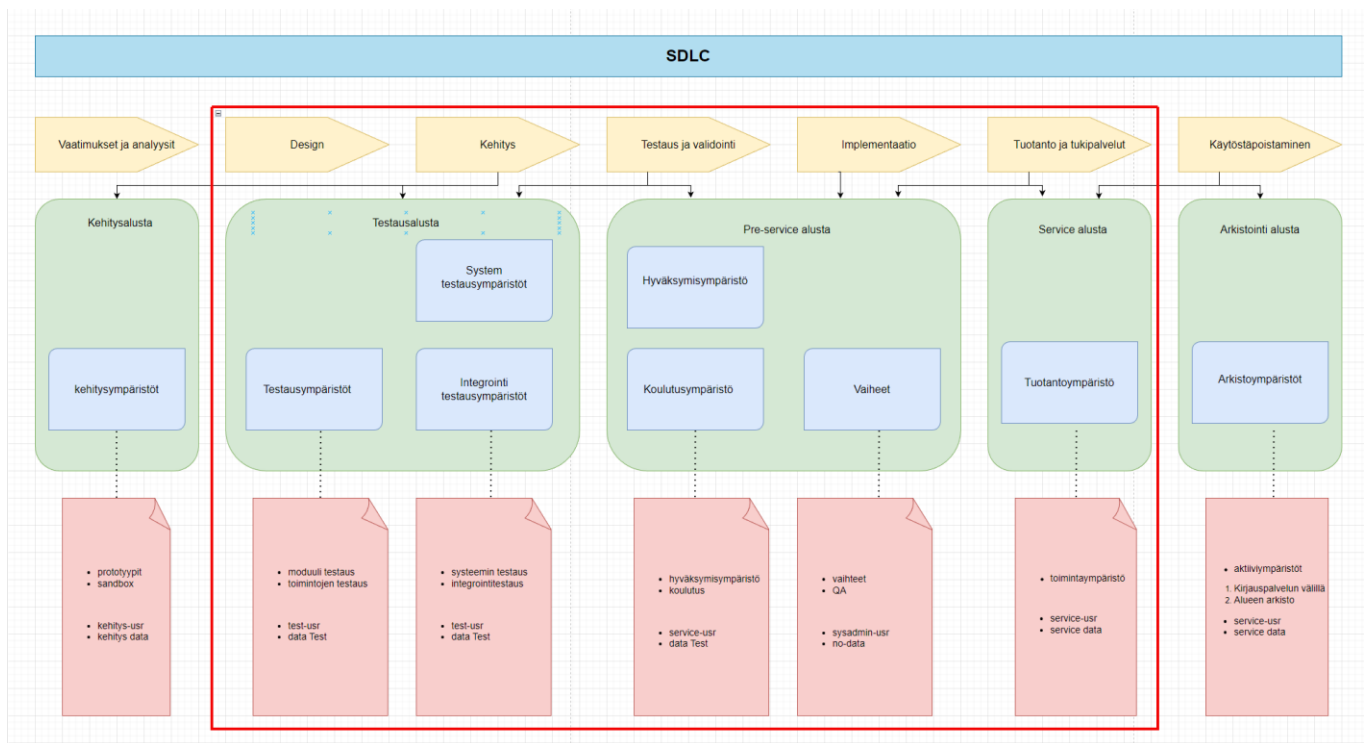 SDLC
Vaatimukset ja analyysit
Design
Kehitys
Testaus ja validointi
Implementaatio
Tuotanto ja tukipalvelut
Käytöstäpoistaminen
Kehitysalusta
Testausalusta
Pre-service alusta
Service alusta
Arkistointi alusta
System
testausympäristöt
Hyväksymisympäristö
kehitysympäristöt
Testausympäristöt
Integrointi
testausympäristöt
Koulutusympäristö
Vaiheet
Tuotantoympäristö
Arkistoympäristöt
• prototyypit
• sandbox
• kehitys-usr
• kehitys data
• moduuli testaus
• toimintojen testaus
• test-usr
• data Test
• systeemin testaus
• integrointitestaus
• test-usr
• data Test
• hyväksymisympäristö
• koulutus
• service-usr
• data Test
• vaihteet
• QA
• sysadmin-usr
• no-data
• toimintaympäristö
• service-usr
• service data
• aktiiviympäristöt
1. Kirjauspalvelun välillä
2. Alueen arkisto
• service-usr
• service data